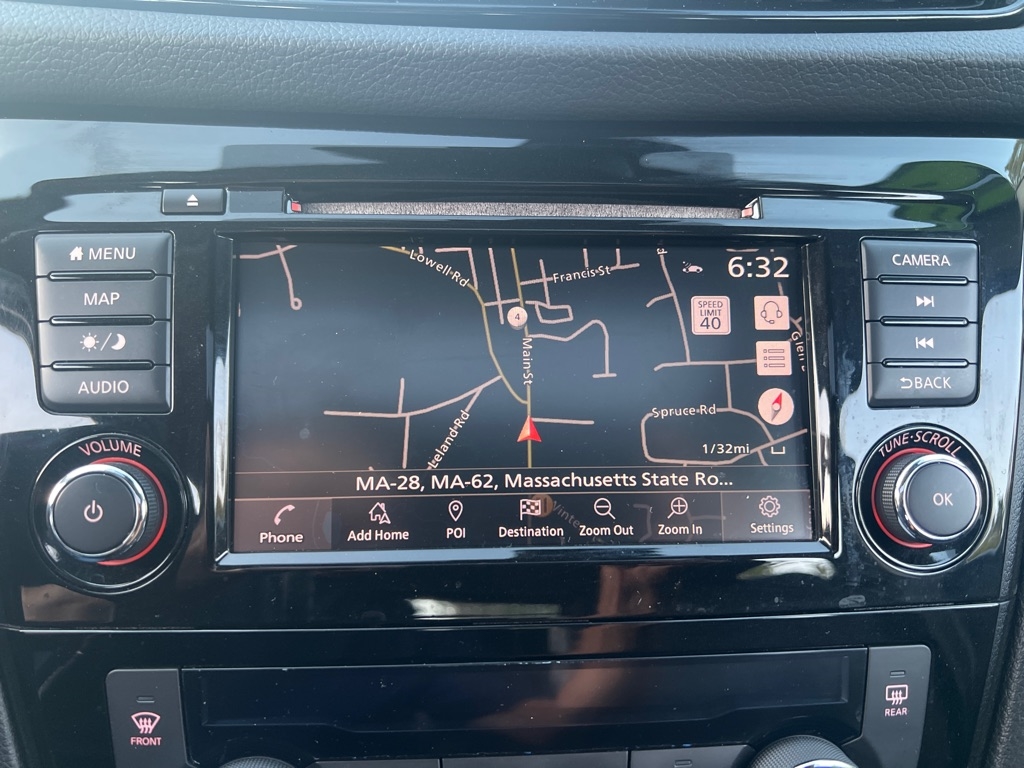 MENU
MAP
AUDIO
VOLUME
CAMERA
BACK
TUNE·SCROLL
OK
6:32
Lowell Rd
Francis St
SPEED
LIMIT
40
4
Main St
Glen
Leland Rd
Spruce Rd
1/32mi
MA-28, MA-62, Massachusetts State Ro...
Phone
Add Home
POI
Destination
Zoom Out
Zoom In
Settings
FRONT
REAR